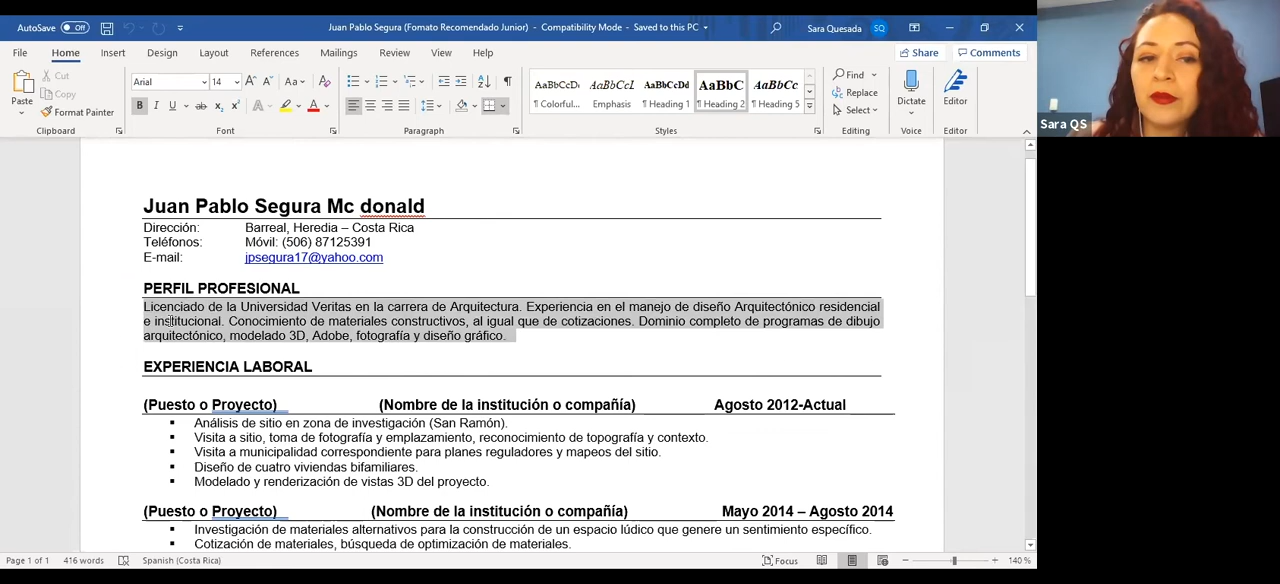 AutoSave Off Juan Pablo Segura (Fomato Recomendado Junior) - Compatibility Mode - Saved to this PC Sara Quesada SQ
File Home Insert Design Layout References Mailings Review View Help Share Comments
Paste Cut Copy Format Painter
Arial 14
AaBbCcDc AaBbCcL AaBbCcDd AaBbC AaBbCc
¶ Colorful... Emphasis ¶ Heading 1 ¶ Heading 2 ¶ Heading 5
Find Replace Select
Dictate Editor
Clipboard Font Paragraph Styles Editing Voice Editor
Sara QS
Juan Pablo Segura Mc donald
Dirección: Barreal, Heredia – Costa Rica
Teléfonos: Móvil: (506) 87125391
E-mail: jpsegura17@yahoo.com
PERFIL PROFESIONAL
Licenciado de la Universidad Veritas en la carrera de Arquitectura. Experiencia en el manejo de diseño Arquitectónico residencial
e institucional. Conocimiento de materiales constructivos, al igual que de cotizaciones. Dominio completo de programas de dibujo
arquitectónico, modelado 3D, Adobe, fotografía y diseño gráfico.
EXPERIENCIA LABORAL
(Puesto o Proyecto) (Nombre de la institución o compañía) Agosto 2012-Actual
▪ Análisis de sitio en zona de investigación (San Ramón).
▪ Visita a sitio, toma de fotografía y emplazamiento, reconocimiento de topografía y contexto.
▪ Visita a municipalidad correspondiente para planes reguladores y mapeos del sitio.
▪ Diseño de cuatro viviendas bifamiliares.
▪ Modelado y renderización de vistas 3D del proyecto.
(Puesto o Proyecto) (Nombre de la institución o compañía) Mayo 2014 – Agosto 2014
▪ Investigación de materiales alternativos para la construcción de un espacio lúdico que genere un sentimiento específico.
▪ Cotización de materiales, búsqueda de optimización de materiales.
Page 1 of 1 416 words Spanish (Costa Rica) Focus 140 %